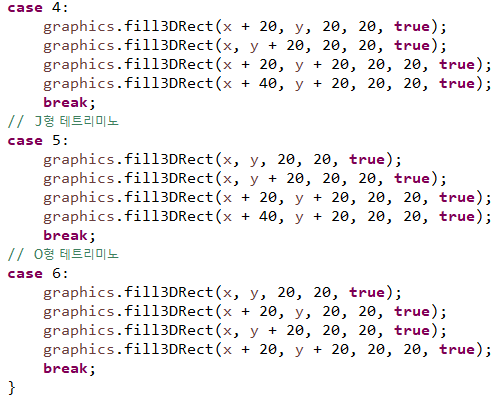 case 4:
    graphics.fill3DRect(x + 20, y, 20, 20, true);
    graphics.fill3DRect(x, y + 20, 20, 20, true);
    graphics.fill3DRect(x + 20, y + 20, 20, 20, true);
    graphics.fill3DRect(x + 40, y + 20, 20, 20, true);
    break;
// J형 테트리미노
case 5:
    graphics.fill3DRect(x, y, 20, 20, true);
    graphics.fill3DRect(x, y + 20, 20, 20, true);
    graphics.fill3DRect(x + 20, y + 20, 20, 20, true);
    graphics.fill3DRect(x + 40, y + 20, 20, 20, true);
    break;
// O형 테트리미노
case 6:
    graphics.fill3DRect(x, y, 20, 20, true);
    graphics.fill3DRect(x + 20, y, 20, 20, true);
    graphics.fill3DRect(x, y + 20, 20, 20, true);
    graphics.fill3DRect(x + 20, y + 20, 20, 20, true);
    break;
}